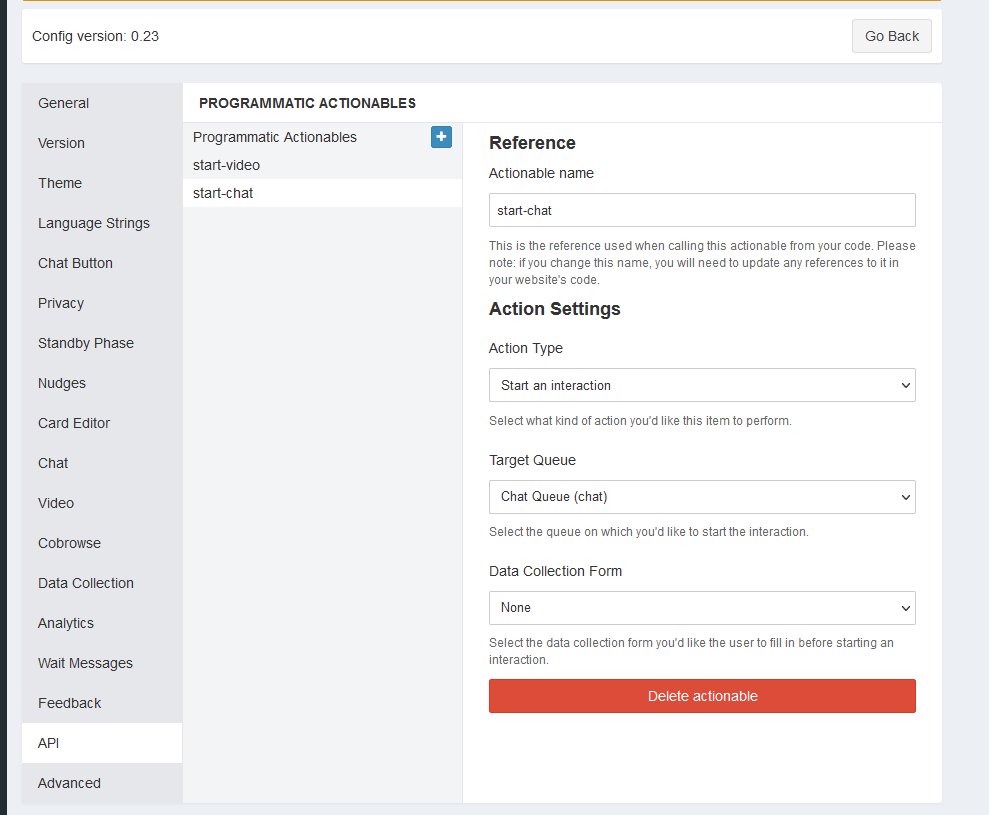 Config version: 0.23
Go Back
General
Version
Theme
Language Strings
Chat Button
Privacy
Standby Phase
Nudges
Card Editor
Chat
Video
Cobrowse
Data Collection
Analytics
Wait Messages
Feedback
API
Advanced
PROGRAMMATIC ACTIONABLES
Programmatic Actionables
+
start-video
start-chat
Reference
Actionable name
start-chat
This is the reference used when calling this actionable from your code. Please
note: if you change this name, you will need to update any references to it in
your website's code.
Action Settings
Action Type
Start an interaction
Select what kind of action you'd like this item to perform.
Target Queue
Chat Queue (chat)
Select the queue on which you'd like to start the interaction.
Data Collection Form
None
Select the data collection form you'd like the user to fill in before starting an
interaction.
Delete actionable